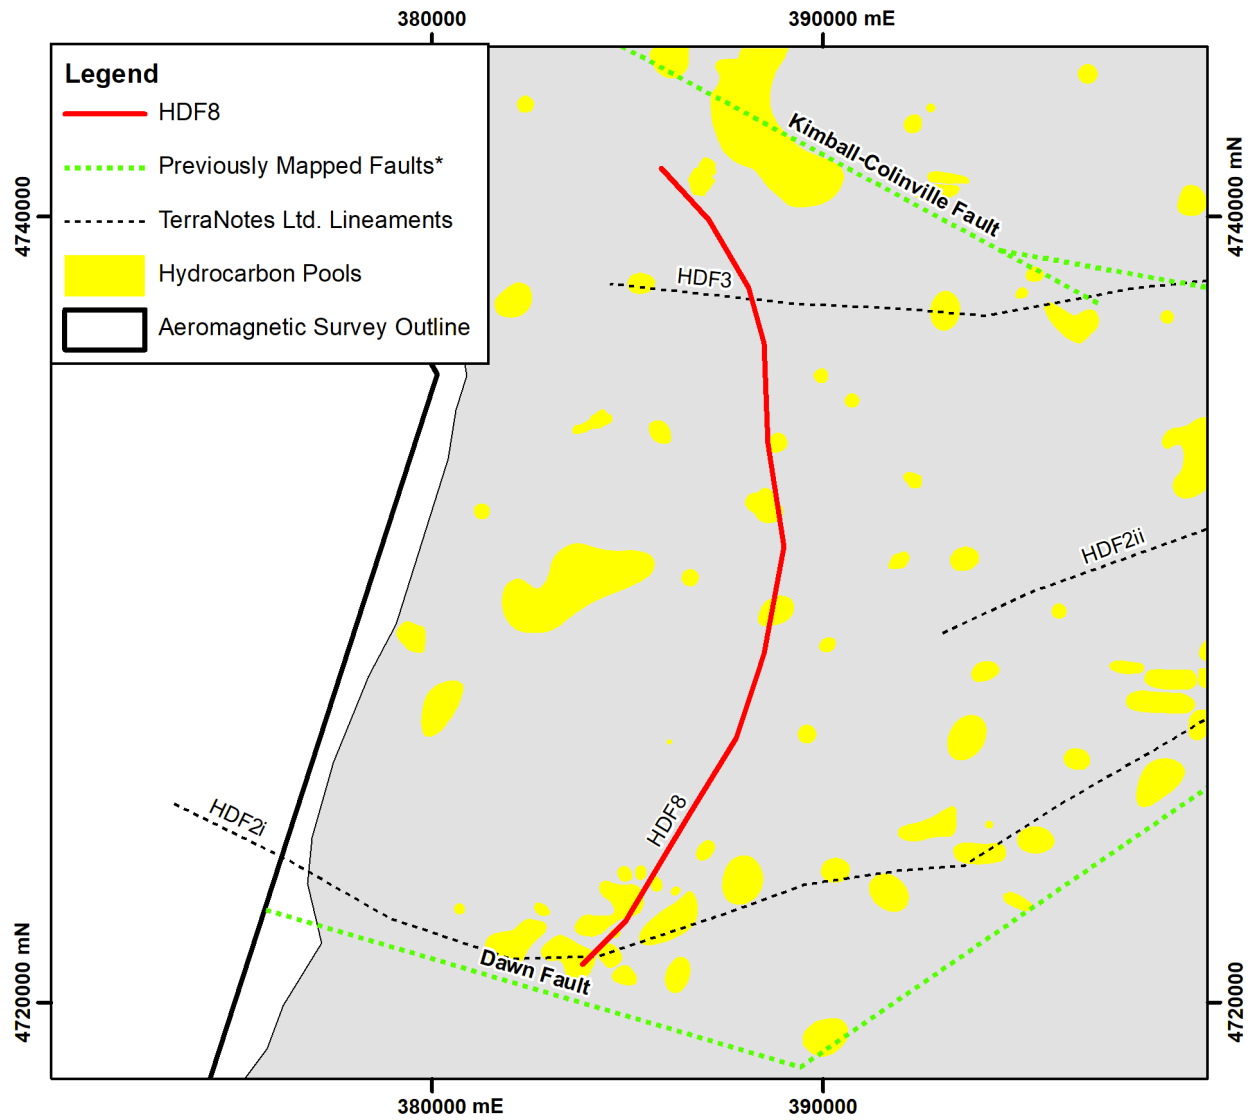 380000
390000 mE
Legend
HDF8
Previously Mapped Faults*
TerraNotes Ltd. Lineaments
Hydrocarbon Pools
Aeromagnetic Survey Outline
Kimball-Colinville Fault
4740000
4740000 mN
HDF3
HDF2ii
HDF2i
HDF8
Dawn Fault
4720000 mN
4720000
380000 mE
390000